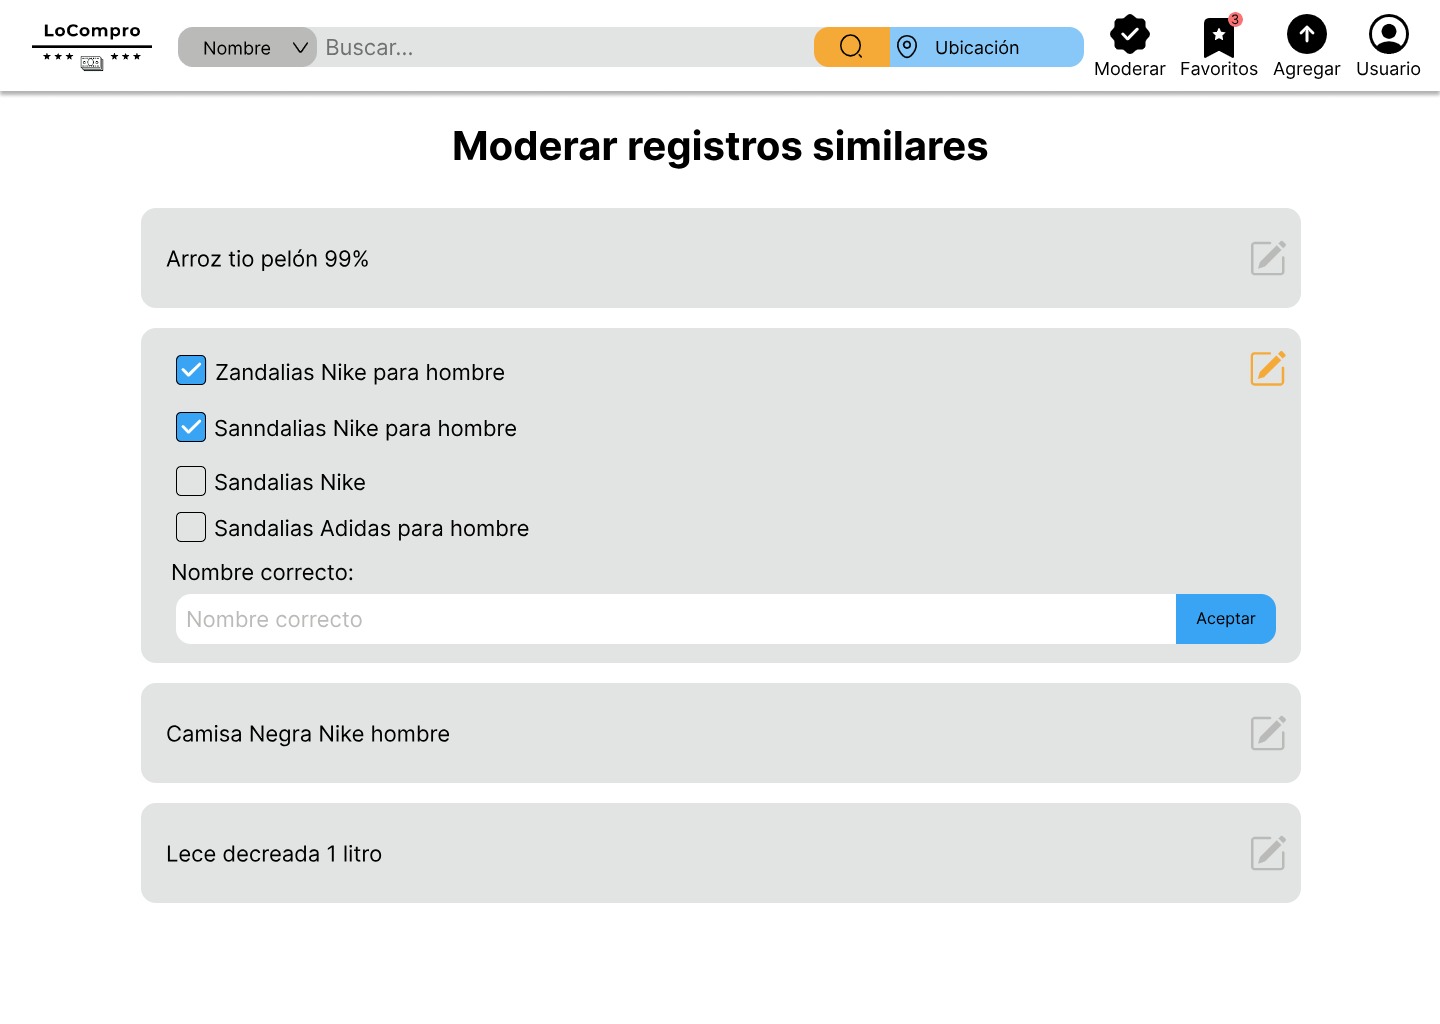 LoCompro
Nombre
Buscar...
Ubicación
3
Moderar
Favoritos
Agregar
Usuario
Moderar registros similares
Arroz tio pelón 99%
Zandalias Nike para hombre
Sanndalias Nike para hombre
Sandalias Nike
Sandalias Adidas para hombre
Nombre correcto:
Nombre correcto
Aceptar
Camisa Negra Nike hombre
Lece decreada 1 litro